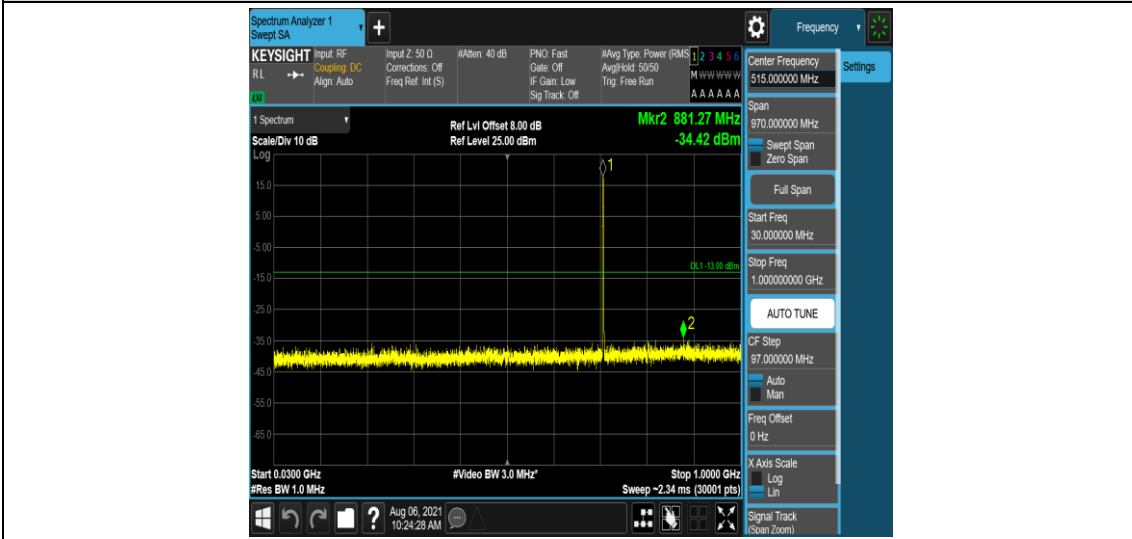 Spectrum Analyzer 1
Swept SA
+
Frequency
KEYSIGHT
RL
Input: RF
Coupling: DC
Align: Auto
Input Z: 50 Ω
Corrections: Off
Freq Ref: Int (S)
#Atten: 40 dB
PNO: Fast
Gate: Off
IF Gain: Low
Sig Track: Off
#Avg Type: Power (RMS
Avg|Hold: 50/50
Trig: Free Run
1 2 3 4 5 6
M W W W W W
A A A A A A
1 Spectrum
Scale/Div 10 dB
Ref Lvl Offset 8.00 dB
Ref Level 25.00 dBm
Mkr2 881.27 MHz
-34.42 dBm
Log
15.0
5.00
-5.00
-15.0
-25.0
-35.0
-45.0
-55.0
-65.0
1
DL1 -13.00 dBm
2
Start 0.0300 GHz
#Res BW 1.0 MHz
#Video BW 3.0 MHz*
Stop 1.0000 GHz
Sweep ~2.34 ms (30001 pts)
?
Aug 06, 2021
10:24:28 AM
Center Frequency
515.000000 MHz
Settings
Span
970.000000 MHz
Swept Span
Zero Span
Full Span
Start Freq
30.000000 MHz
Stop Freq
1.000000000 GHz
AUTO TUNE
CF Step
97.000000 MHz
Auto
Man
Freq Offset
0 Hz
X Axis Scale
Log
Lin
Signal Track
(Span Zoom)